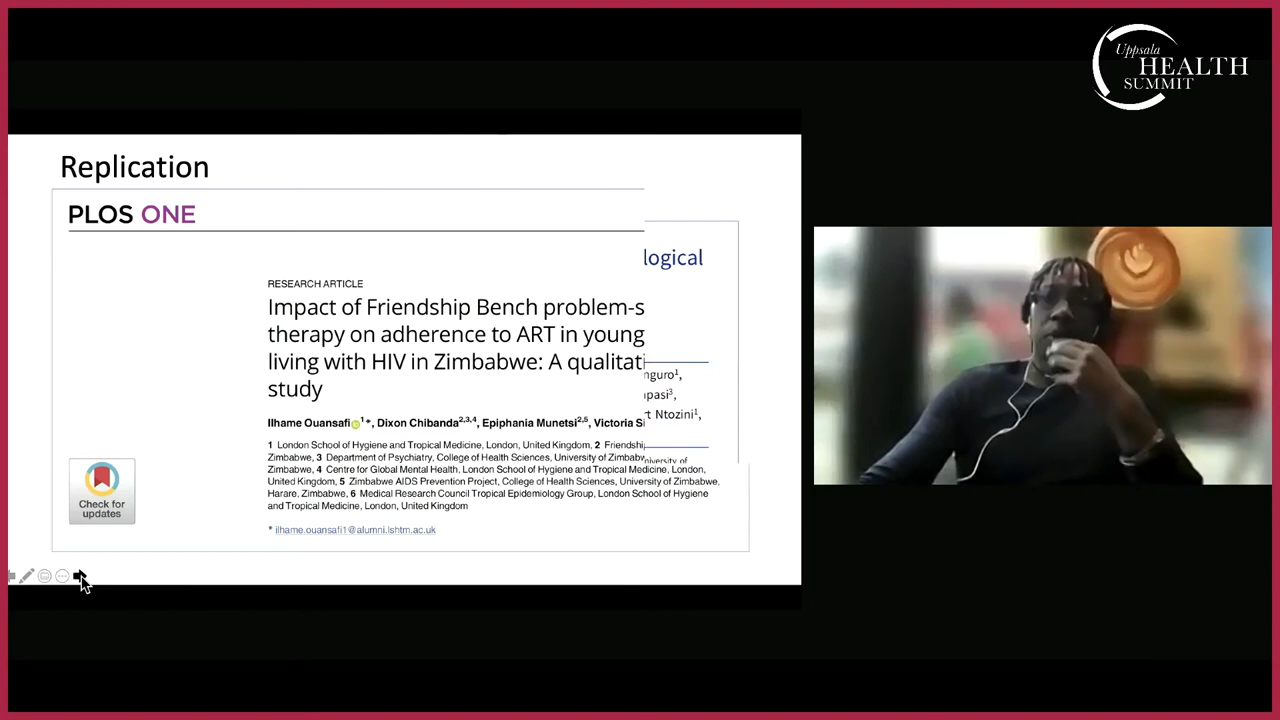 Uppsala
HEALTH
SUMMIT
Replication
PLOS ONE
logical
RESEARCH ARTICLE
Impact of Friendship Bench problem-s
therapy on adherence to ART in young
living with HIV in Zimbabwe: A qualitati
study
nguro1,
pasi3,
rt Ntozini1,
Ilhame Ouansafi1*, Dixon Chibanda2,3,4, Epiphania Munetsi2,5, Victoria Si
1 London School of Hygiene and Tropical Medicine, London, United Kingdom, 2 Friendshi
Zimbabwe, 3 Department of Psychiatry, College of Health Sciences, University of Zimbabw
niversity of
Zimbabwe, 4 Centre for Global Mental Health, London School of Hygiene and Tropical Medicine, London,
United Kingdom, 5 Zimbabwe AIDS Prevention Project, College of Health Sciences, University of Zimbabwe,
Harare, Zimbabwe, 6 Medical Research Council Tropical Epidemiology Group, London School of Hygiene
and Tropical Medicine, London, United Kingdom
* ilhame.ouansafi1@alumni.lshtm.ac.uk
Check for
updates